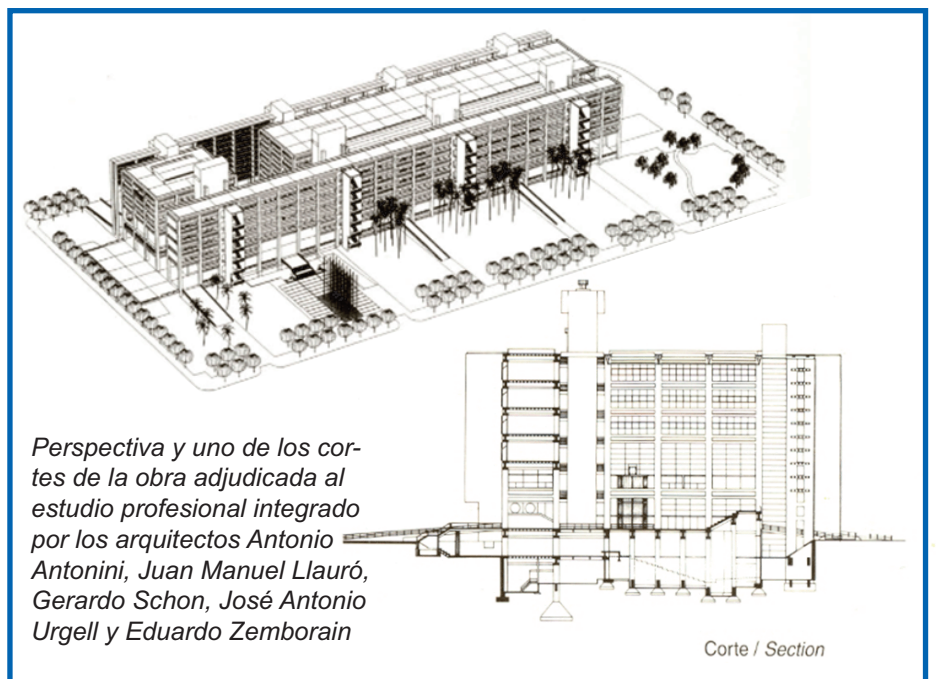 Perspectiva y uno de los cor-
tes de la obra adjudicada al
estudio profesional integrado
por los arquitectos Antonio
Antonini, Juan Manuel Llauró,
Gerardo Schon, José Antonio
Urgell y Eduardo Zemborain
Corte / Section